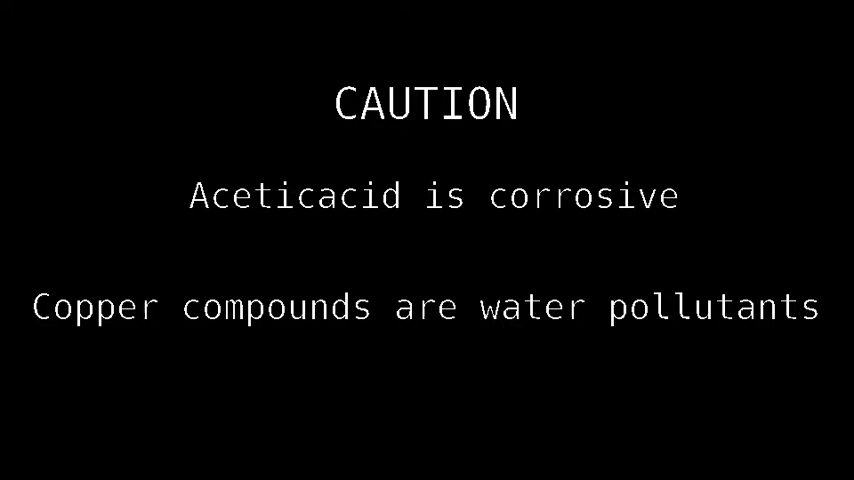 CAUTION
Aceticacid is corrosive
Copper compounds are water pollutants